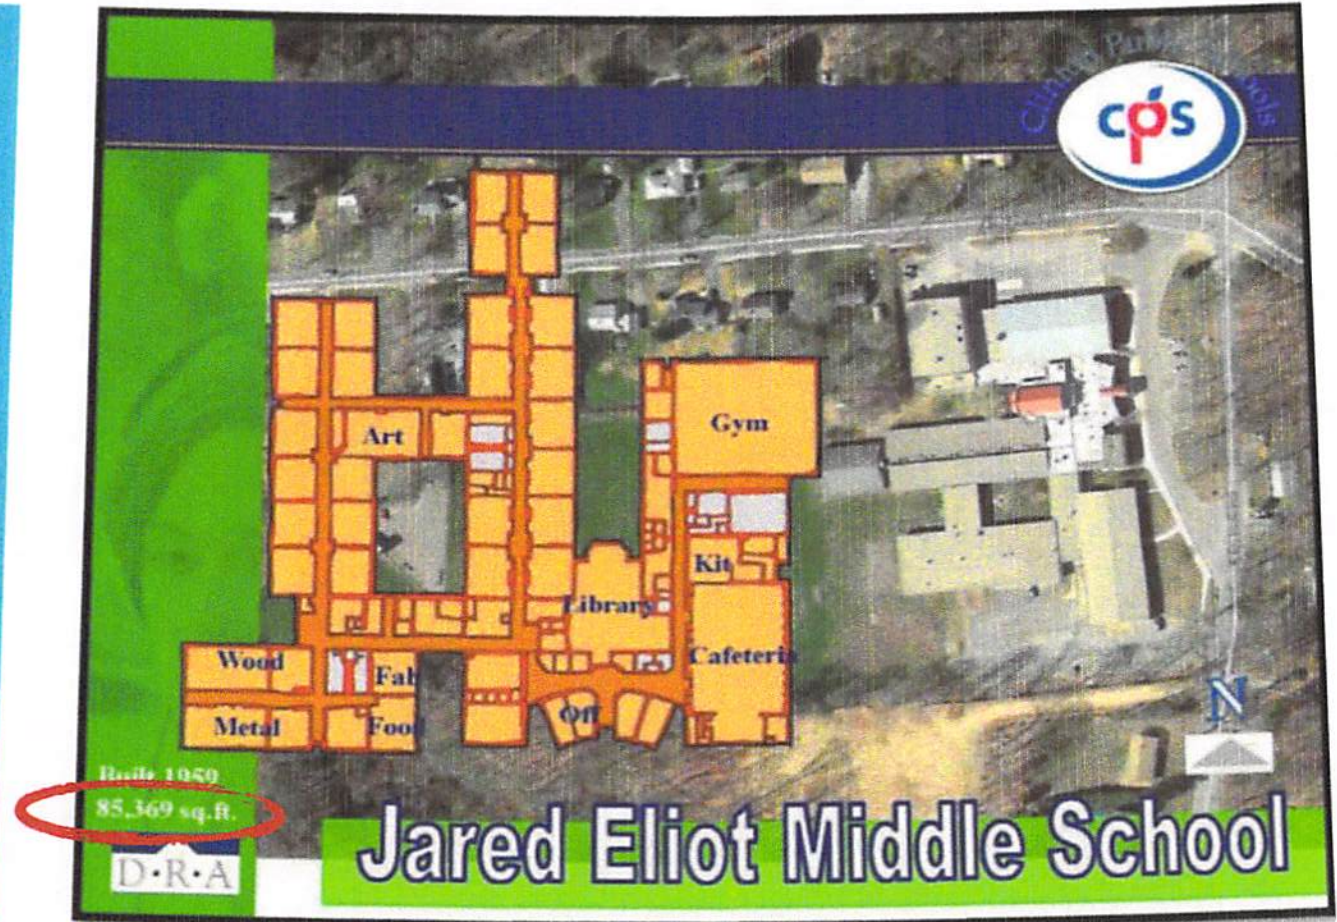 Clinton Public Schools
cps
Gym
Art
Kit
Library
Wood
Fab
Cafeteria
Metal
Food
Off
N
Built 1959
85,369 sq.ft.
D·R·A
Jared Eliot Middle School